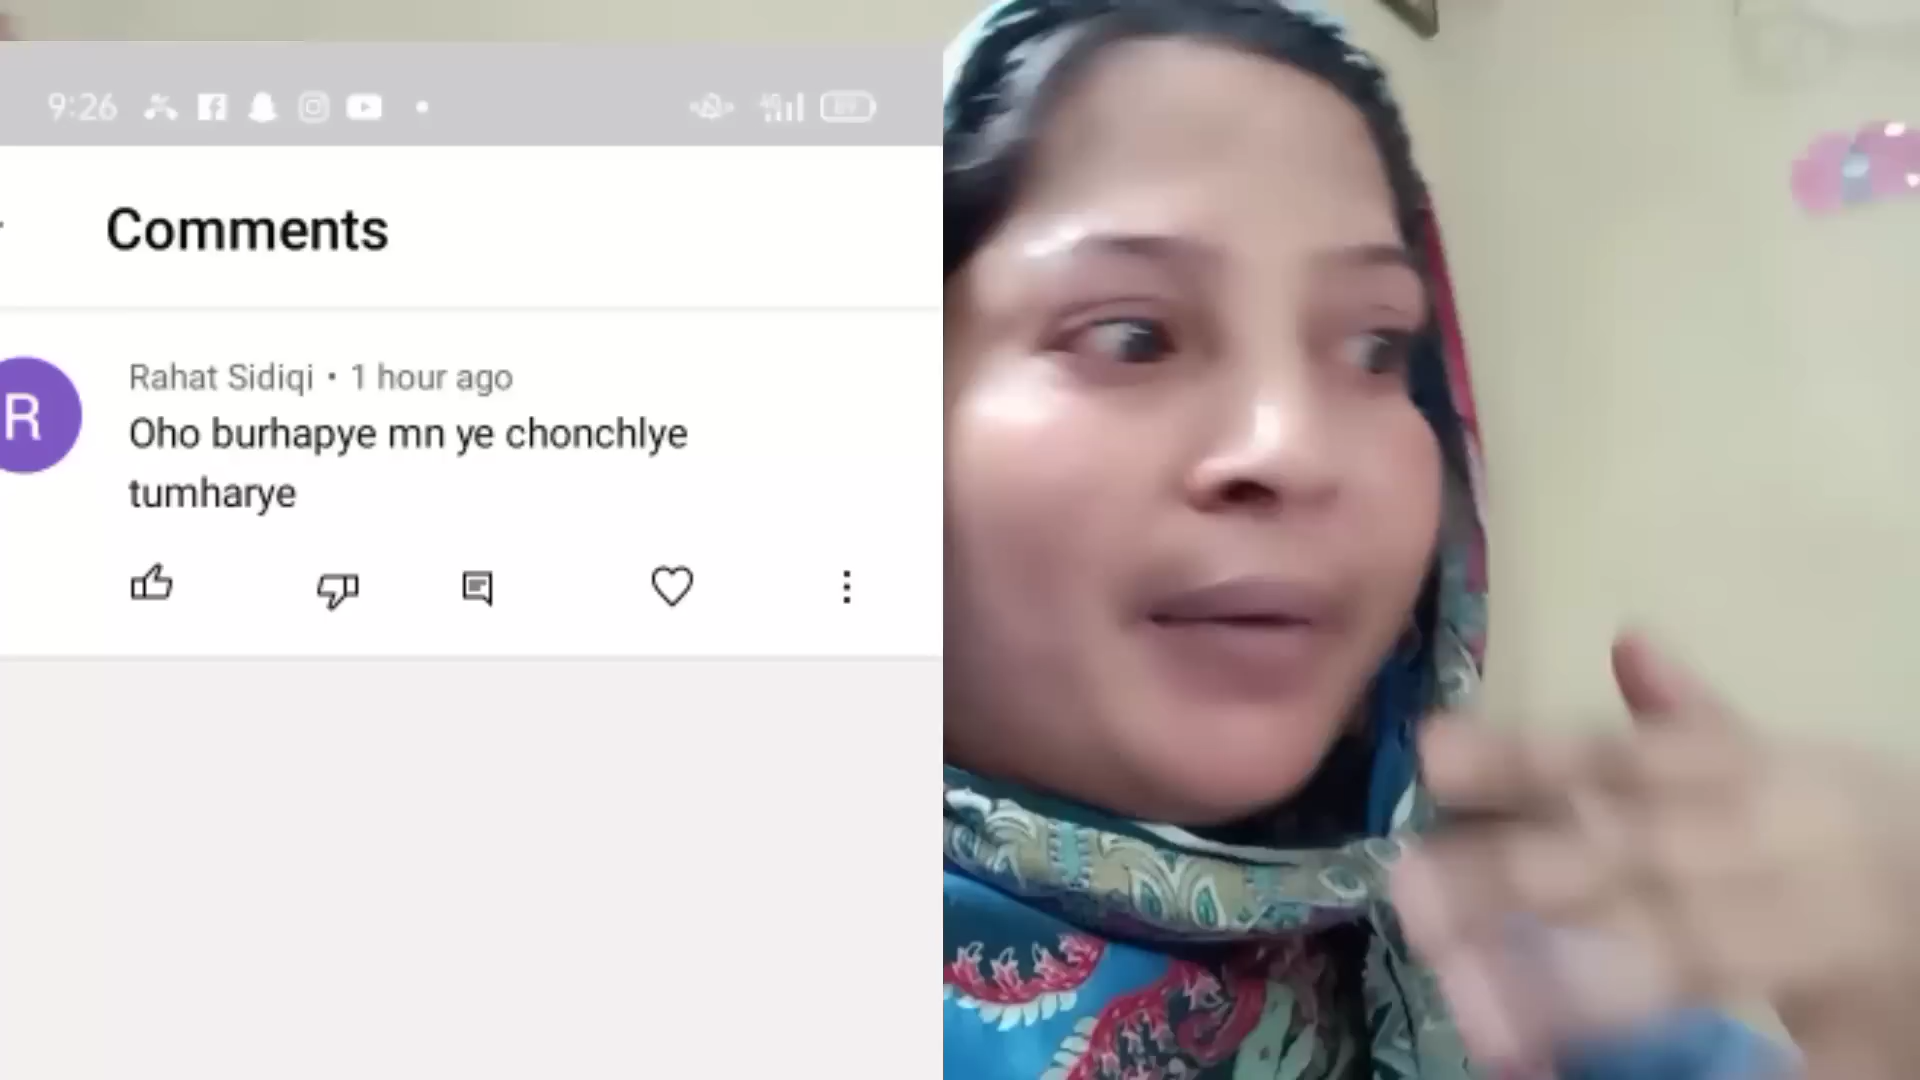 9:26
Comments
R
Rahat Sidiqi • 1 hour ago
Oho burhapye mn ye chonchlye
tumharye